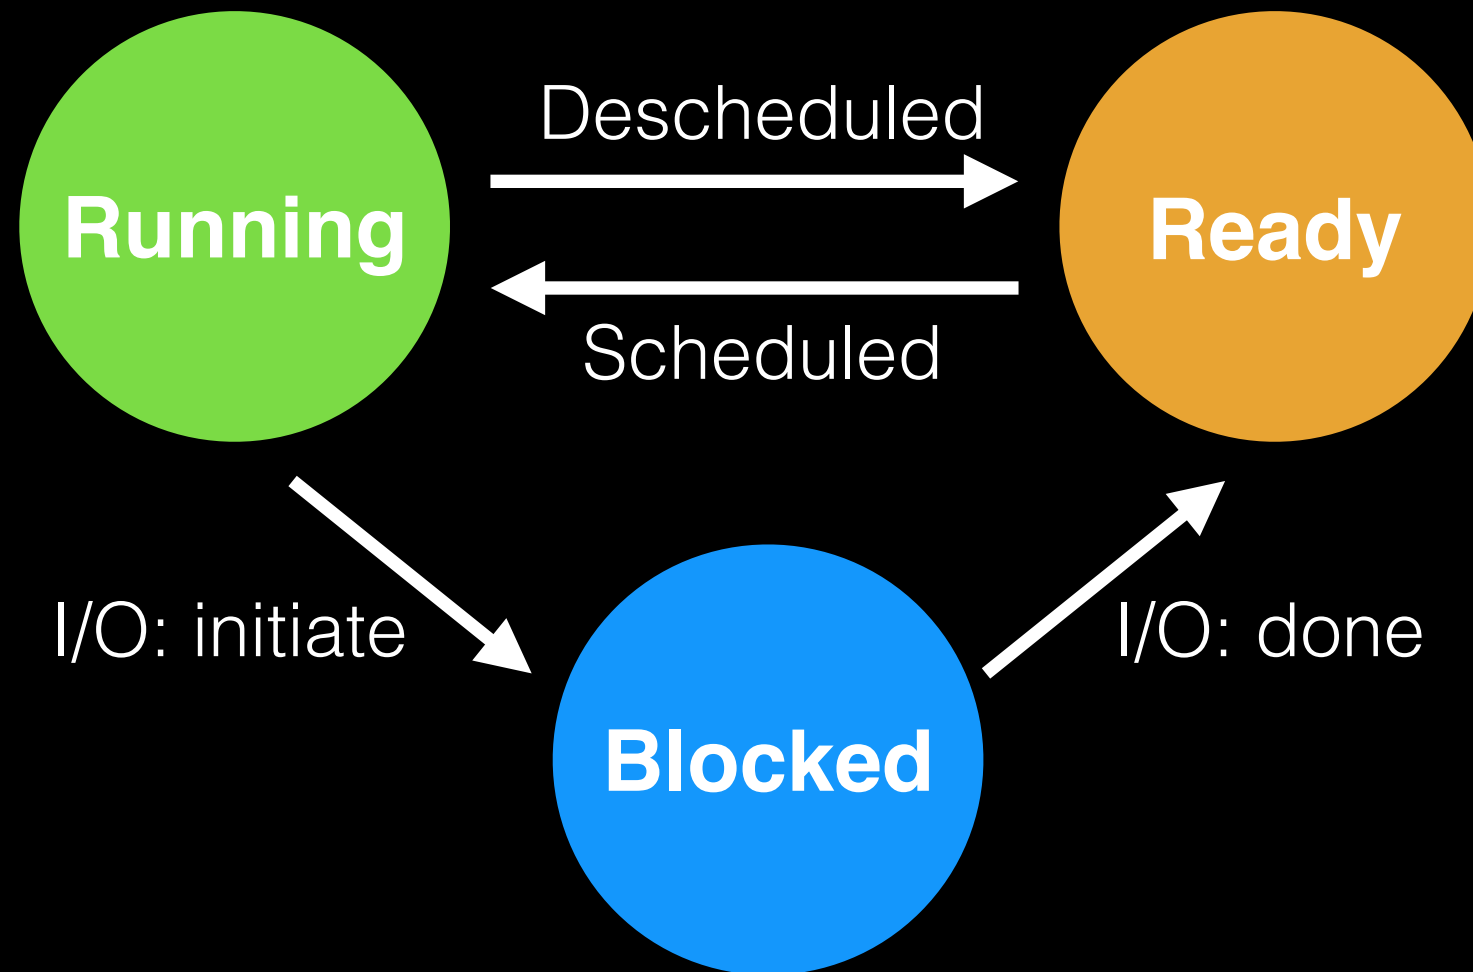 Descheduled
Running
Ready
Scheduled
I/O: initiate
I/O: done
Blocked